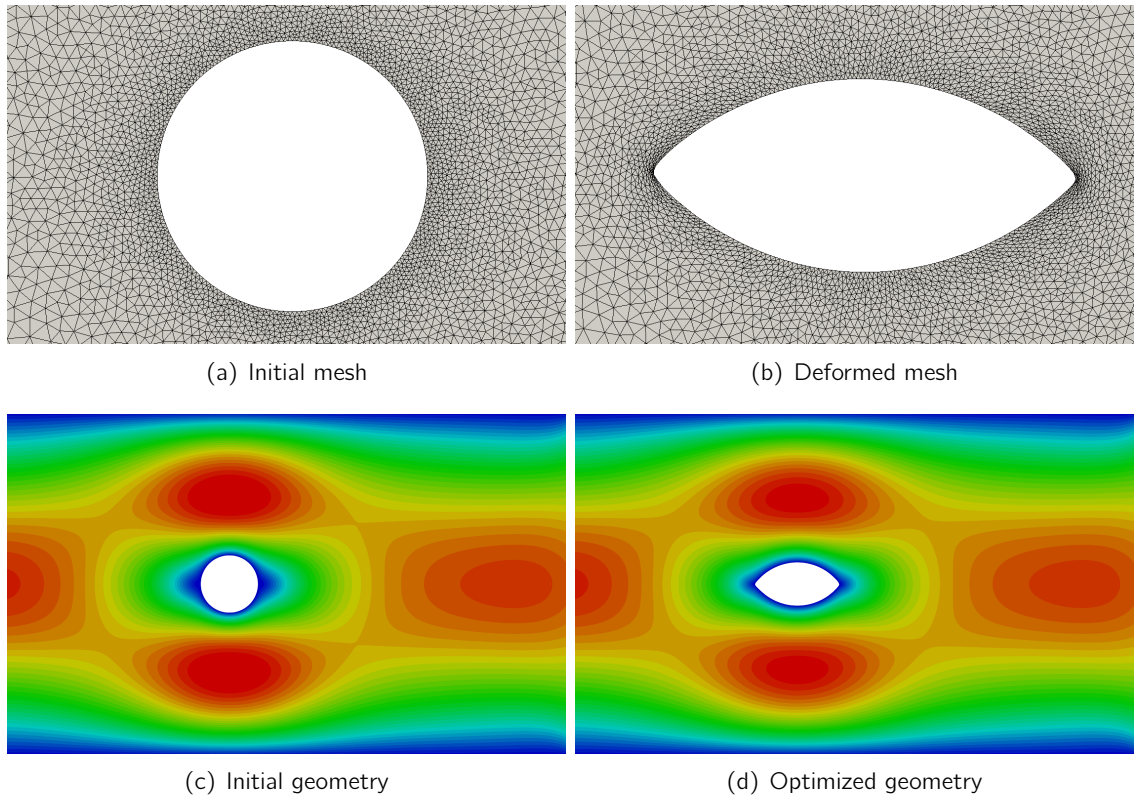 (a) Initial mesh
(b) Deformed mesh
(c) Initial geometry
(d) Optimized geometry